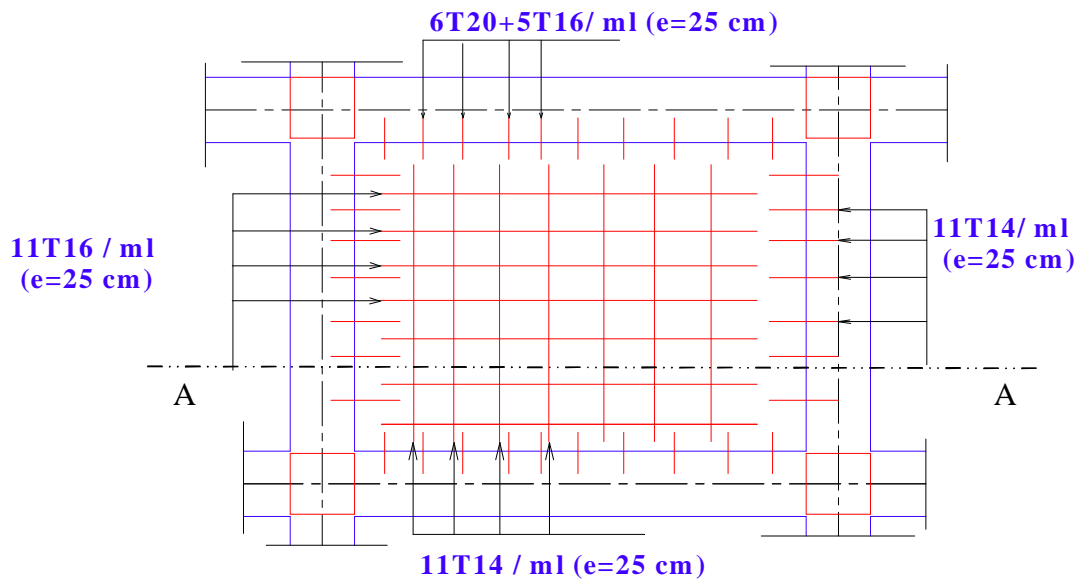 6T20+5T16/ ml (e=25 cm)
11T16 / ml
(e=25 cm)
11T14/ ml
(e=25 cm)
A
A
11T14 / ml (e=25 cm)